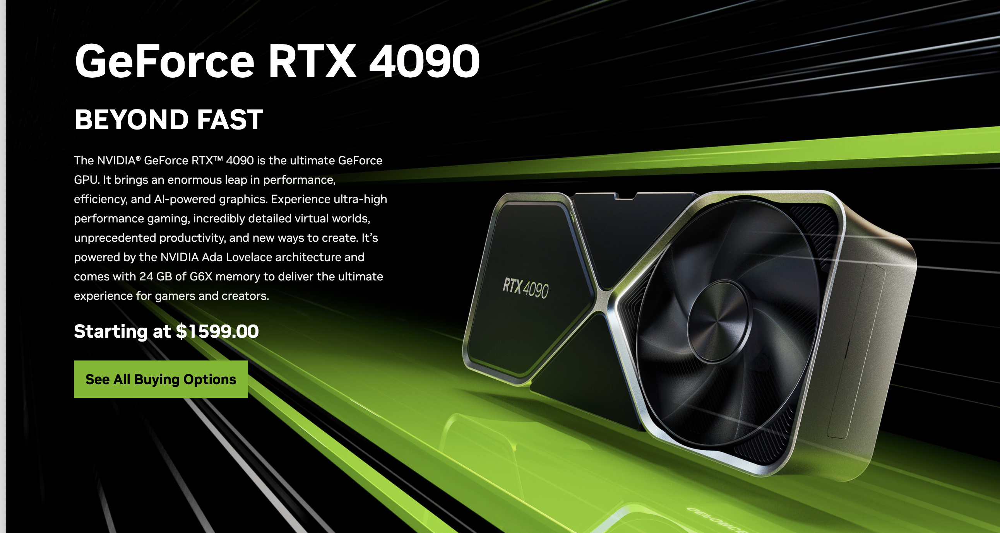 GeForce RTX 4090
BEYOND FAST
The NVIDIA® GeForce RTX™ 4090 is the ultimate GeForce
GPU. It brings an enormous leap in performance,
efficiency, and AI-powered graphics. Experience ultra-high
performance gaming, incredibly detailed virtual worlds,
unprecedented productivity, and new ways to create. It’s
powered by the NVIDIA Ada Lovelace architecture and
comes with 24 GB of G6X memory to deliver the ultimate
experience for gamers and creators.
Starting at $1599.00
See All Buying Options
RTX 4090
GEFORCE